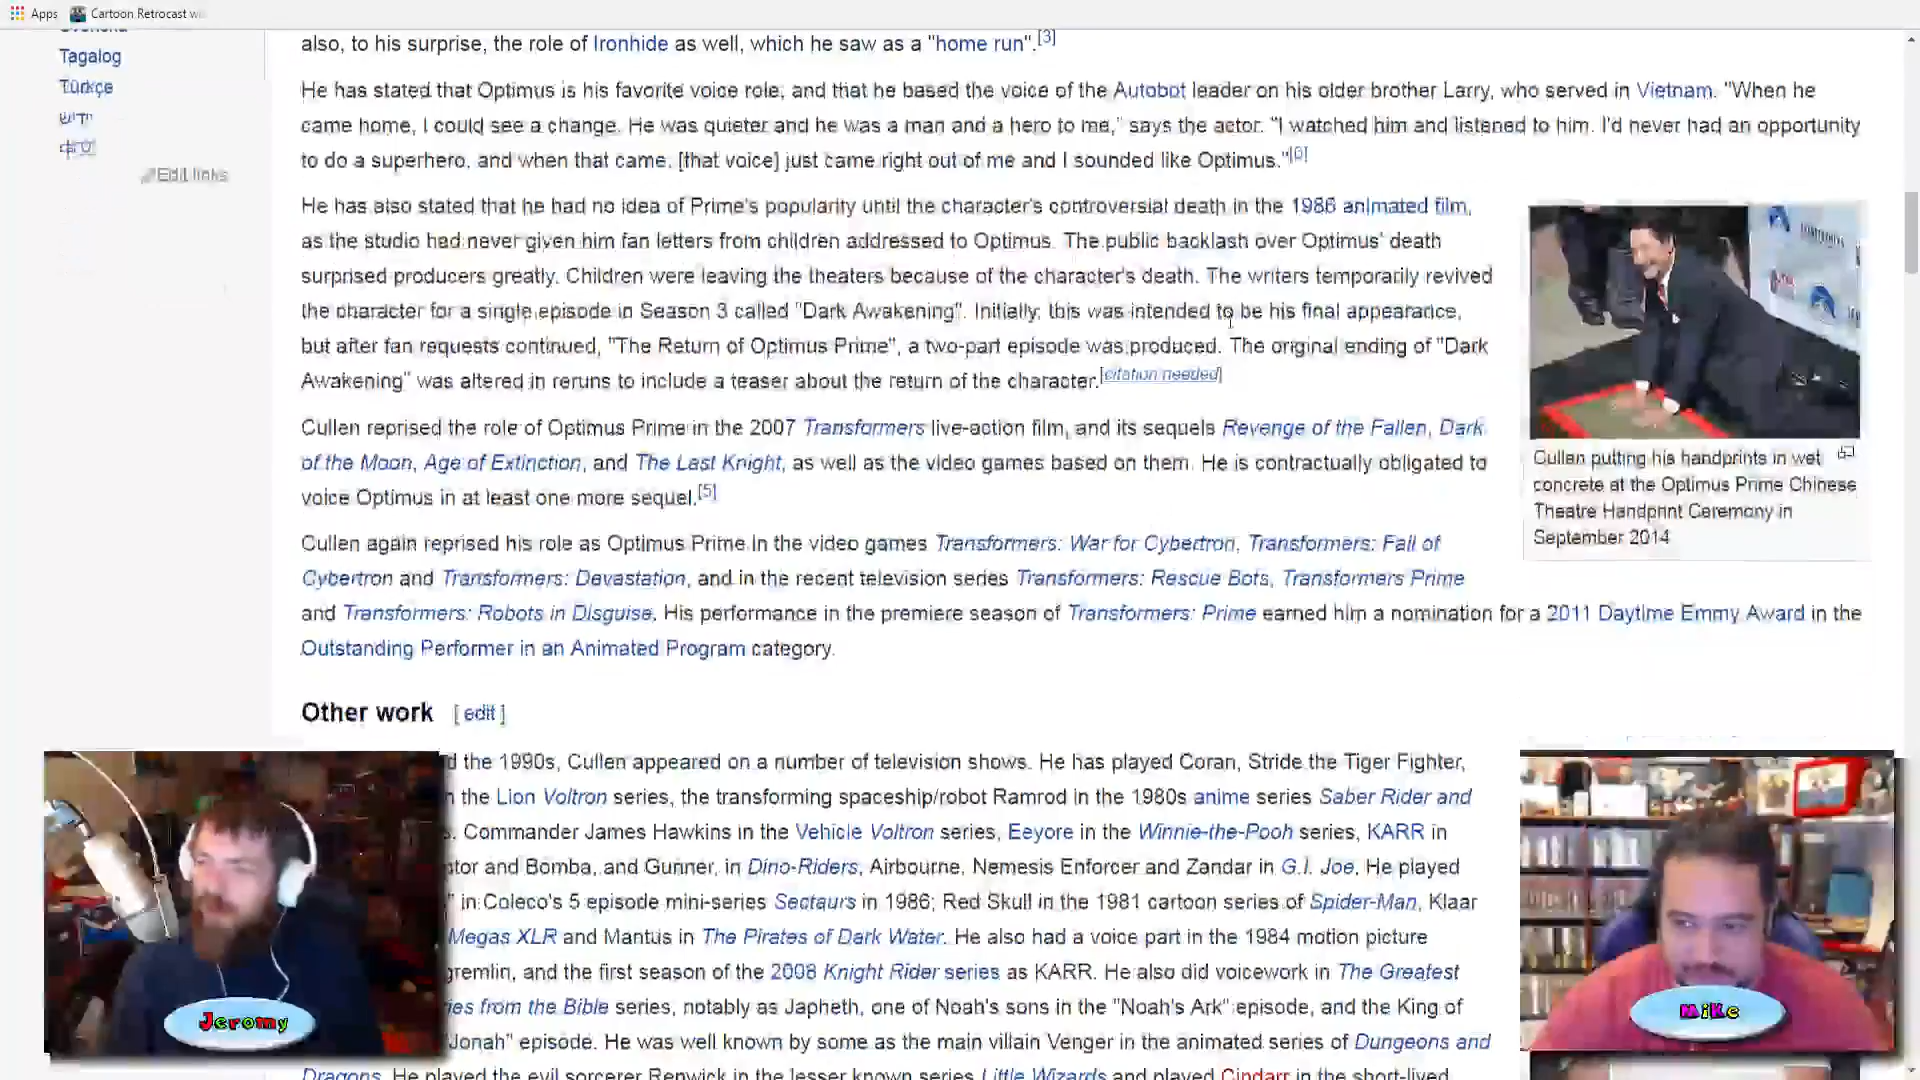 Apps Cartoon Retrocast
Tagalog
Türkçe
ייִדיש
中文
Edit links
also, to his surprise, the role of Ironhide as well, which he saw as a "home run".[3]
He has stated that Optimus is his favorite voice role, and that he based the voice of the Autobot leader on his older brother Larry, who served in Vietnam. "When he
came home, I could see a change. He was quieter and he was a man and a hero to me," says the actor. "I watched him and listened to him. I'd never had an opportunity
to do a superhero, and when that came, [that voice] just came right out of me and I sounded like Optimus."
He has also stated that he had no idea of Prime's popularity until the character's controversial death in the 1986 animated film,
as the studio had never given him fan letters from children addressed to Optimus. The public backlash over Optimus' death
surprised producers greatly. Children were leaving the theaters because of the character's death. The writers temporarily revived
the character for a single episode in Season 3 called "Dark Awakening". Initially, this was intended to be his final appearance,
but after fan requests continued, "The Return of Optimus Prime", a two-part episode was produced. The original ending of "Dark
Awakening" was altered in reruns to include a teaser about the return of the character.[citation needed]
Cullen putting his handprints in wet
concrete at the Optimus Prime Chinese
Theatre Handprint Ceremony in
September 2014
Cullen reprised the role of Optimus Prime in the 2007 Transformers live-action film, and its sequels Revenge of the Fallen, Dark
of the Moon, Age of Extinction, and The Last Knight, as well as the video games based on them. He is contractually obligated to
voice Optimus in at least one more sequel.[5]
Cullen again reprised his role as Optimus Prime in the video games Transformers: War for Cybertron, Transformers: Fall of
Cybertron and Transformers: Devastation, and in the recent television series Transformers: Rescue Bots, Transformers Prime
and Transformers: Robots in Disguise. His performance in the premiere season of Transformers: Prime earned him a nomination for a 2011 Daytime Emmy Award in the
Outstanding Performer in an Animated Program category.
Other work [ edit ]
the 1990s, Cullen appeared on a number of television shows. He has played Coran, Stride the Tiger Fighter,
the Lion Voltron series, the transforming spaceship/robot Ramrod in the 1980s anime series Saber Rider and
Commander James Hawkins in the Vehicle Voltron series, Eeyore in the Winnie-the-Pooh series, KARR in
tor and Bomba, and Gunner, in Dino-Riders, Airbourne, Nemesis Enforcer and Zandar in G.I. Joe. He played
" in Coleco's 5 episode mini-series Sectaurs in 1986; Red Skull in the 1981 cartoon series of Spider-Man, Klaar
Megas XLR and Mantus in The Pirates of Dark Water. He also had a voice part in the 1984 motion picture
gremlin, and the first season of the 2008 Knight Rider series as KARR. He also did voicework in The Greatest
ies from the Bible series, notably as Japheth, one of Noah's sons in the "Noah's Ark" episode, and the King of
"Jonah" episode. He was well known by some as the main villain Venger in the animated series of Dungeons and
Dragons. He played the evil sorcerer Renwick in the lesser known series Little Wizards and played Cindarr in the short-lived
Jeromy
Mike